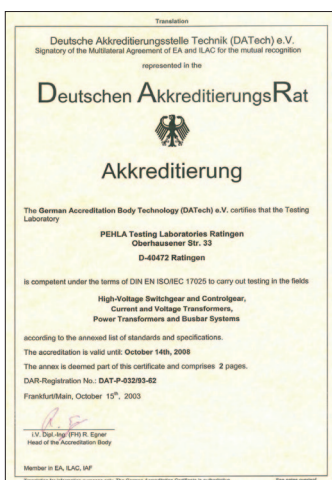 Translation
Deutsche Akkreditierungsstelle Technik (DATech) e.V.
Signatory of the Multilateral Agreement of EA and ILAC for the mutual recognition
represented in the
Deutschen AkkreditierungsRat
Akkreditierung
The German Accreditation Body Technology (DATech) e.V. certifies that the Testing
Laboratory
PEHLA Testing Laboratories Ratingen
Oberhausener Str. 33
D-40472 Ratingen
is competent under the terms of DIN EN ISO/IEC 17025 to carry out testing in the fields
High-Voltage Switchgear and Controlgear,
Current and Voltage Transformers,
Power Transformers and Busbar Systems
according to the annexed list of standards and specifications.
The accreditation is valid until: October 14th, 2008
The annex is deemed part of this certificate and comprises 2 pages.
DAR-Registration No.: DAT-P-032/93-62
Frankfurt/Main, October 15th, 2003
i.V. Dipl.-Ing. (FH) R. Egner
Head of the Accreditation Body
Member in EA, ILAC, IAF